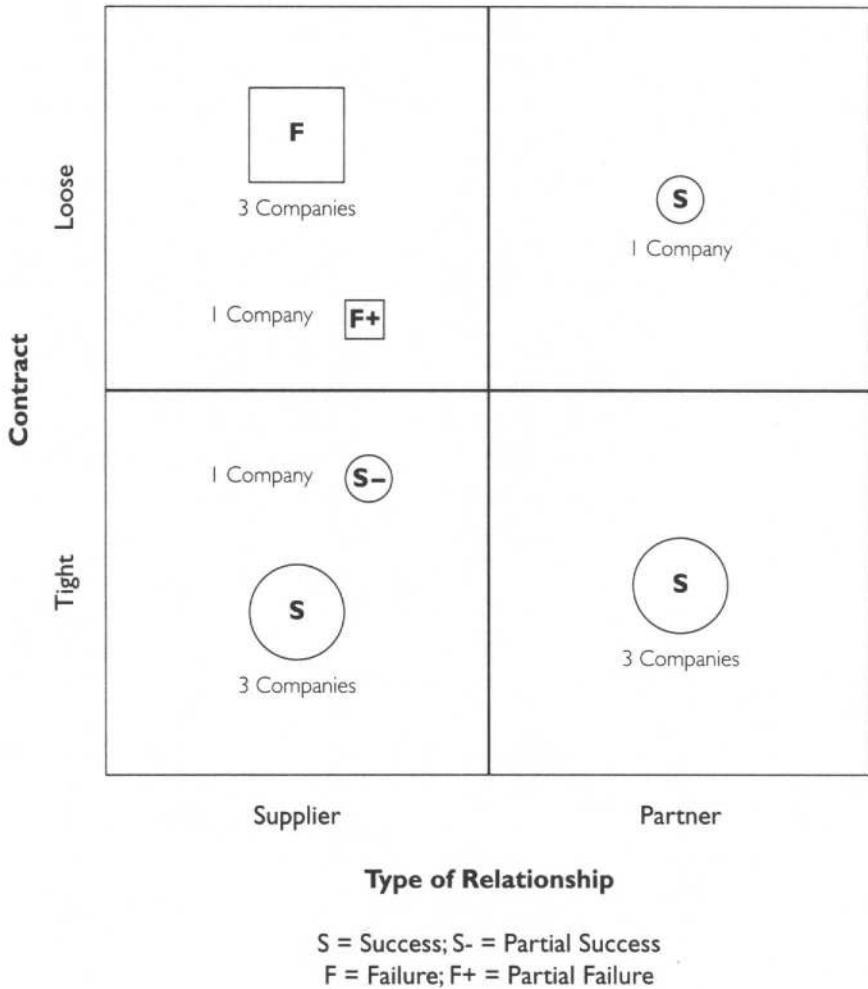 F
3 Companies
S
1 Company
1 Company F+
Loose
Contract
1 Company S–
S
3 Companies
S
3 Companies
Tight
Supplier Partner
Type of Relationship
S = Success; S- = Partial Success
F = Failure; F+ = Partial Failure